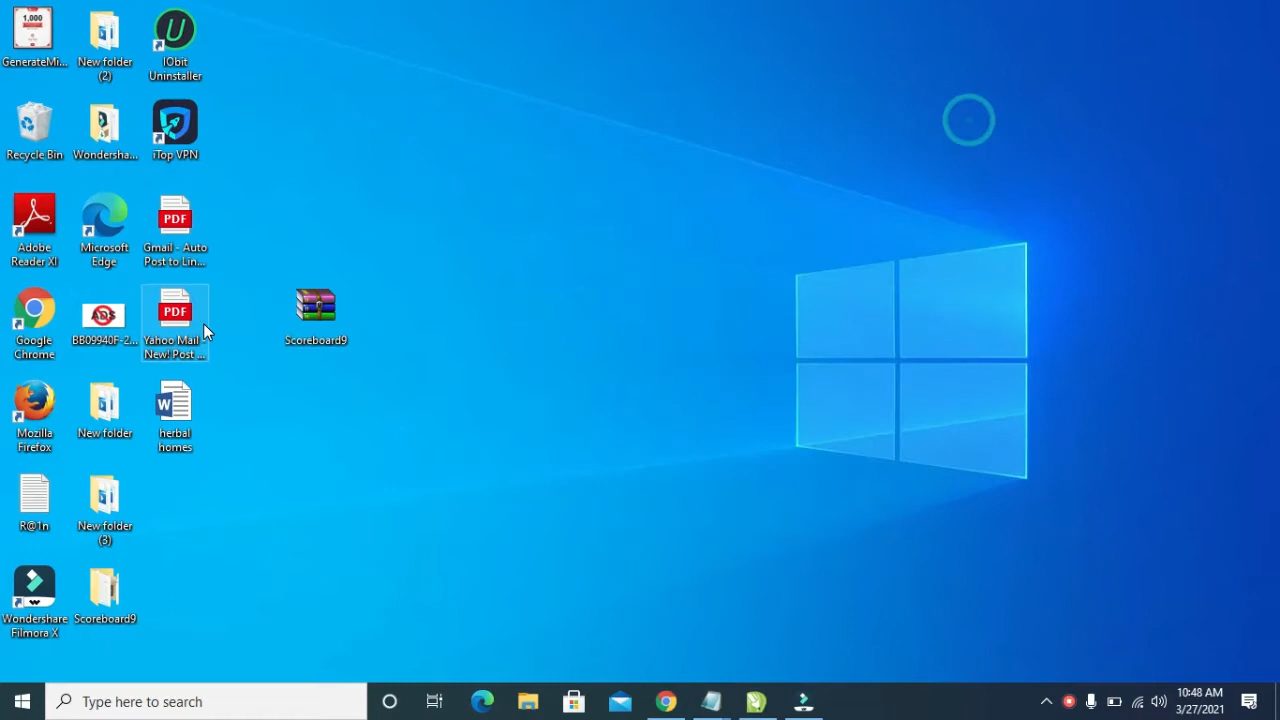 1,000
GenerateMi...
New folder
(2)
U
IObit
Uninstaller
Recycle Bin
Wondersha...
iTop VPN
Adobe
Reader XI
Microsoft
Edge
PDF
Gmail - Auto
Post to Lin...
Google
Chrome
ADS
BB09940F-2...
PDF
Yahoo Mail -
New! Post ...
Scoreboard9
Mozilla
Firefox
New folder
W
herbal
homes
R@1n
New folder
(3)
Wondershare
Filmora X
Scoreboard9
Type here to search
10:48 AM
3/27/2021